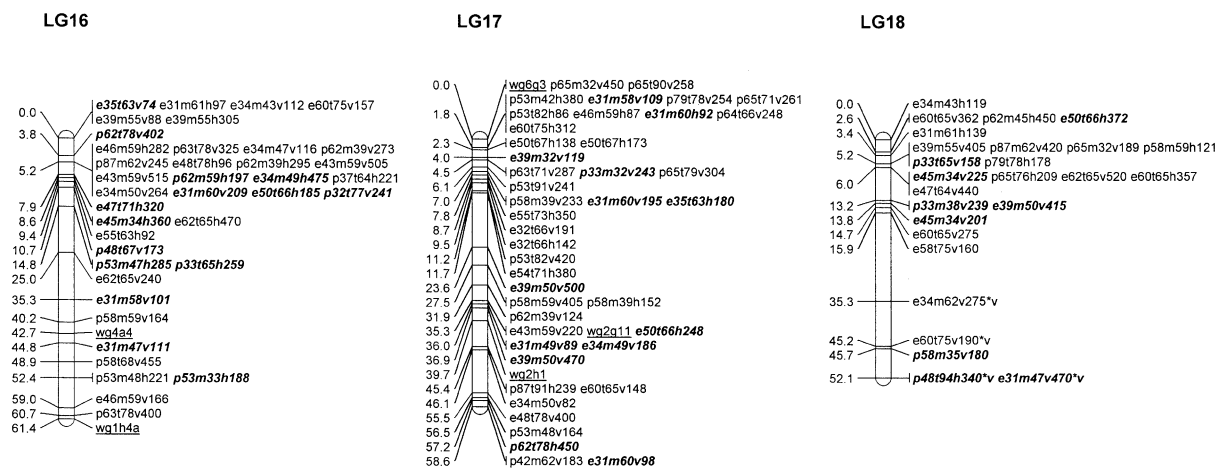 LG16
e35t63v74 e31m61h97 e34m43v112 e60t75v157
0.0
e39m55v88 e39m55h305
3.8 p62t78v402
e46m59h282 p63t78v325 e34m47v116 p62m39v273
p87m62v245 e48t78h96 p62m39h295 e43m59v505
5.2
e43m59v515 p62m59h197 e34m49h475 p37t64h221
e34m50v264 e31m60v209 e50t66h185 p32t77v241
7.9 e47t71h320
8.6 e45m34h360 e62t65h470
9.4 e55t63h92
10.7 p48t67v173
14.8 p53m47h285 p33t65h259
25.0 e62t65v240
35.3 e31m58v101
40.2 p58m59v164
42.7 wg4a4
44.8 e31m47v111
48.9 p58t68v455
52.4 p53m48h221 p53m33h188
59.0 e46m59v166
60.7 p63t78v400
61.4 wg1h4a
LG17
0.0 wg6g3 p65m32v450 p65t90v258
p53m42h380 e31m58v109 p79t78v254 p65t71v261
1.8 p53t82h86 e46m59h87 e31m60h92 p64t66v248
e60t75h312
2.3 e50t67h138 e50t67h173
4.0 e39m32v119
4.5 p63t71v287 p33m32v243 p65t79v304
6.1 p53t91v241
7.0 p58m39v233 e31m60v195 e35t63h180
7.8 e55t73h350
8.7 e32t66v191
9.5 e32t66h142
11.2 p53t82v420
11.7 e54t71h380
23.6 e39m50v500
27.5 p58m59v405 p58m39h152
31.9 p62m39v124
35.3 e43m59v220 wg2g11 e50t66h248
36.0 e31m49v89 e34m49v186
36.9 e39m50v470
39.7 wg2h1
45.4 p87t91h239 e60t65v148
46.1 e34m50v82
55.5 e48t78v400
56.5 p53m48v164
57.2 p62t78h450
58.6 p42m62v183 e31m60v98
LG18
0.0 e34m43h119
2.6 e60t65v362 p62m45h450 e50t66h372
3.4 e31m61h139
e39m55v405 p87m62v420 p65m32v189 p58m59h121
5.2
p33t65v158 p79t78h178
6.0 e45m34v225 p65t76h209 e62t65v520 e60t65h357
e47t64v440
13.2 p33m38v239 e39m50v415
13.8 e45m34v201
14.7 e60t65v275
15.9 e58t75v160
35.3 e34m62v275*v
45.2 e60t75v190*v
45.7 p58m35v180
52.1 p48t94h340*v e31m47v470*v